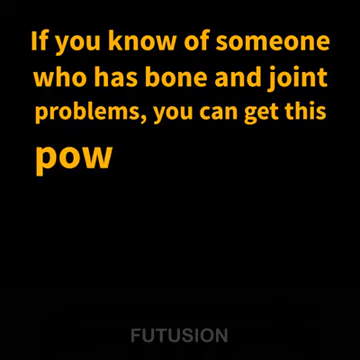 If you know of someone
who has bone and joint
problems, you can get this
pow
FUTUSION